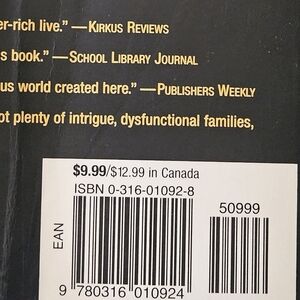 er-rich live." —KIRKUS REVIEWS
s book." —SCHOOL LIBRARY JOURNAL
us world created here." —PUBLISHERS WEEKLY
ot plenty of intrigue, dysfunctional families,
$9.99/$12.99 in Canada
ISBN 0-316-01092-8
50999
EAN
9 780316 010924